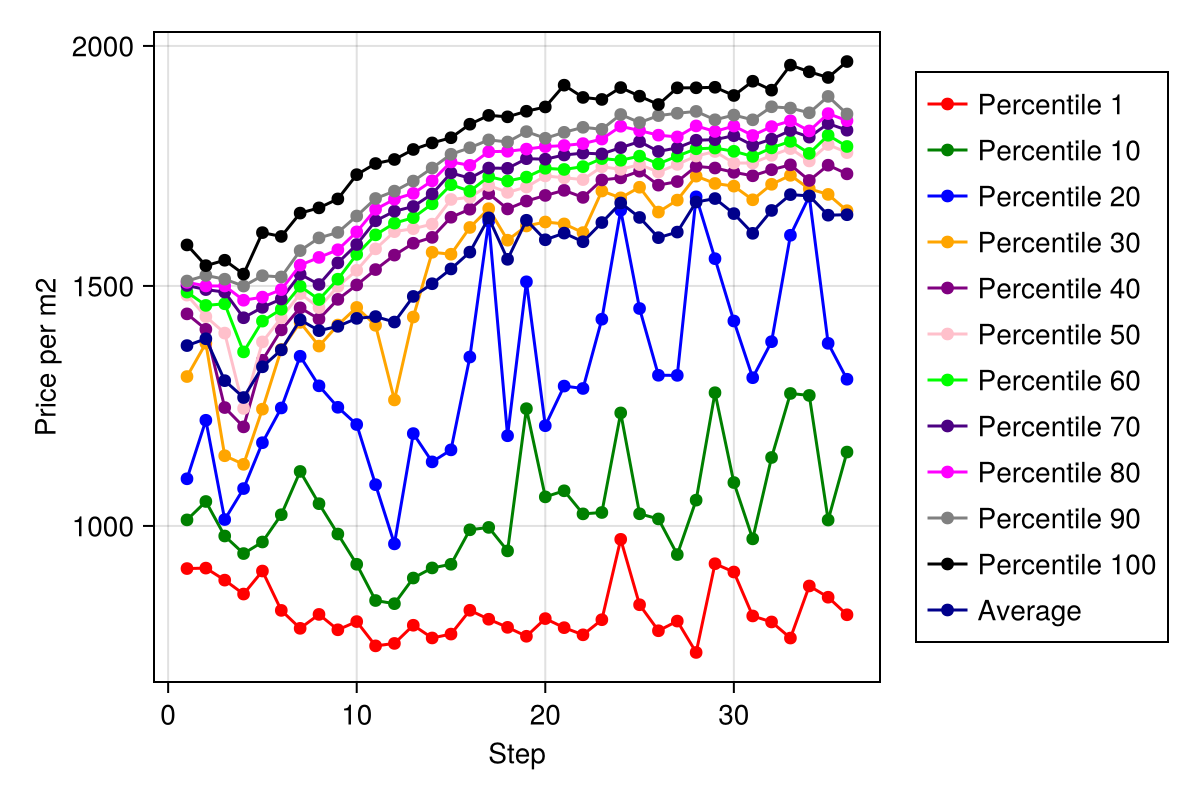 2000
1500
1000
Price per m2
0 10 20 30
Step
Percentile 1
Percentile 10
Percentile 20
Percentile 30
Percentile 40
Percentile 50
Percentile 60
Percentile 70
Percentile 80
Percentile 90
Percentile 100
Average